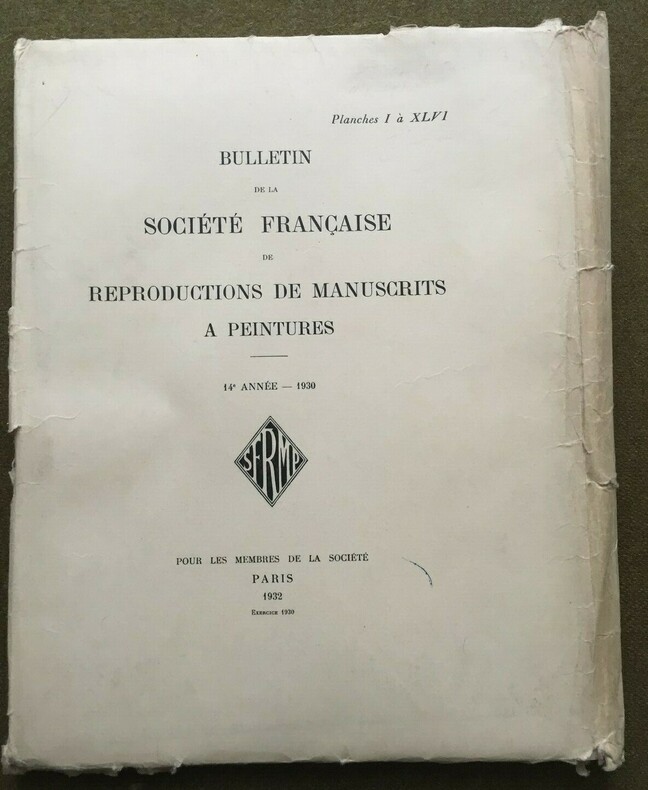 Planches I à XLVI
BULLETIN
DE LA
SOCIÉTÉ FRANÇAISE
DE
REPRODUCTIONS DE MANUSCRITS
A PEINTURES
14e ANNÉE — 1930
SFRMP
POUR LES MEMBRES DE LA SOCIÉTÉ
PARIS
1932
Exercice 1930